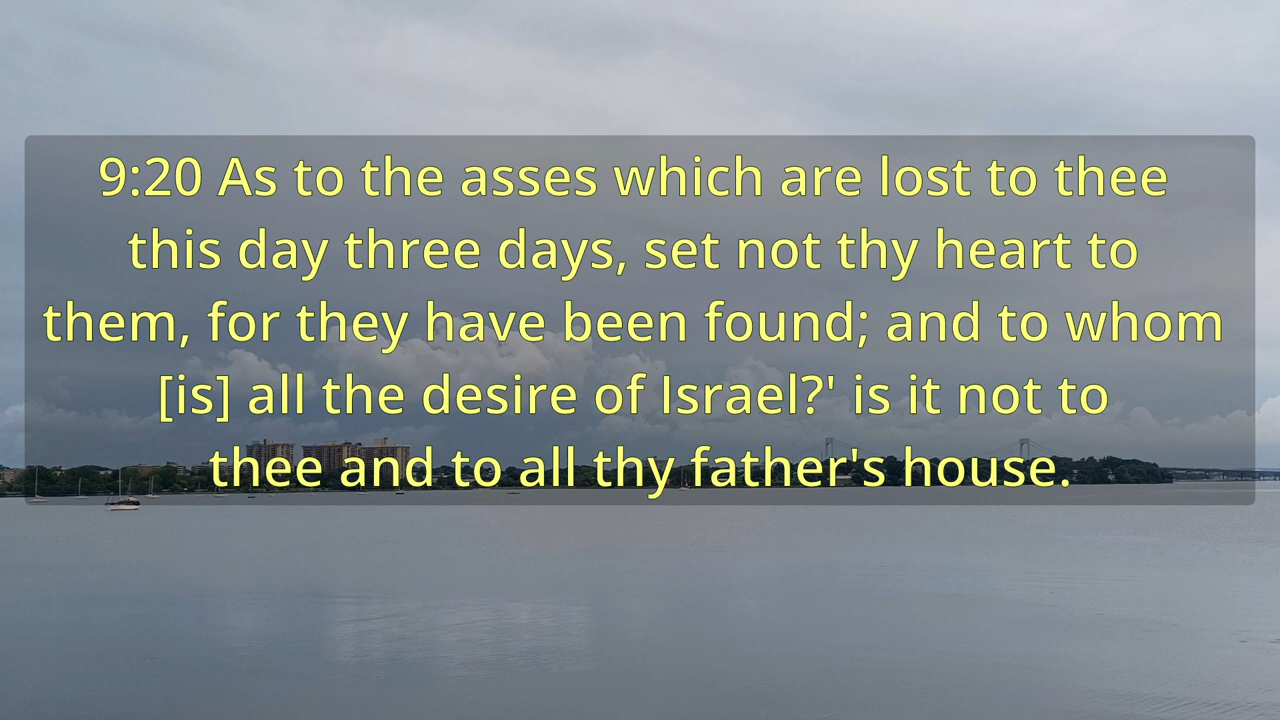 9:20 As to the asses which are lost to thee
this day three days, set not thy heart to
them, for they have been found; and to whom
[is] all the desire of Israel?' is it not to
thee and to all thy father's house.